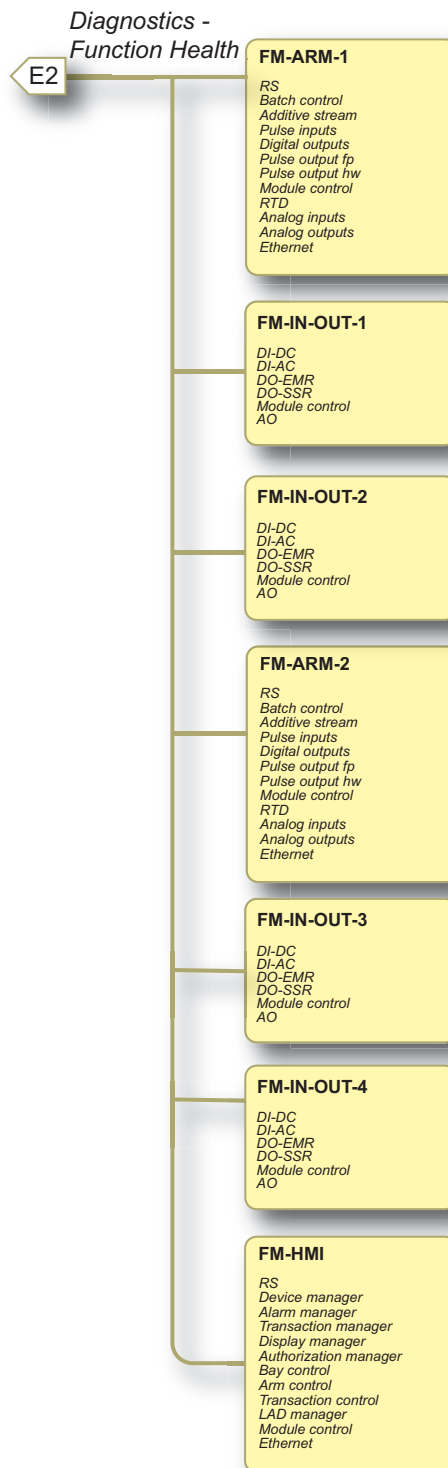 Diagnostics -
Function Health
E2
FM-ARM-1
RS
Batch control
Additive stream
Pulse inputs
Digital outputs
Pulse output fp
Pulse output hw
Module control
RTD
Analog inputs
Analog outputs
Ethernet
FM-IN-OUT-1
DI-DC
DI-AC
DO-EMR
DO-SSR
Module control
AO
FM-IN-OUT-2
DI-DC
DI-AC
DO-EMR
DO-SSR
Module control
AO
FM-ARM-2
RS
Batch control
Additive stream
Pulse inputs
Digital outputs
Pulse output fp
Pulse output hw
Module control
RTD
Analog inputs
Analog outputs
Ethernet
FM-IN-OUT-3
DI-DC
DI-AC
DO-EMR
DO-SSR
Module control
AO
FM-IN-OUT-4
DI-DC
DI-AC
DO-EMR
DO-SSR
Module control
AO
FM-HMI
RS
Device manager
Alarm manager
Transaction manager
Display manager
Authorization manager
Bay control
Arm control
Transaction control
LAD manager
Module control
Ethernet